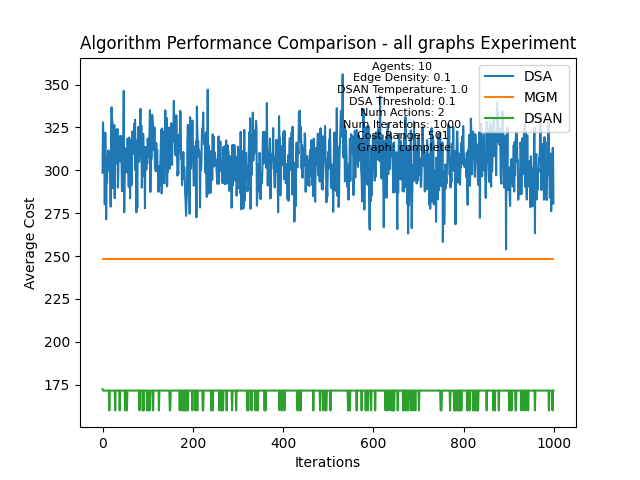 Algorithm Performance Comparison - all graphs Experiment
Agents: 10
Edge Density: 0.1
DSAN Temperature: 1.0
DSA Threshold: 0.1
Num Actions: 2
Num Iterations: 1000
Cost Range: 501
Graph: complete
DSA
MGM
DSAN
Average Cost
350
325
300
275
250
225
200
175
0
200
400
600
800
1000
Iterations